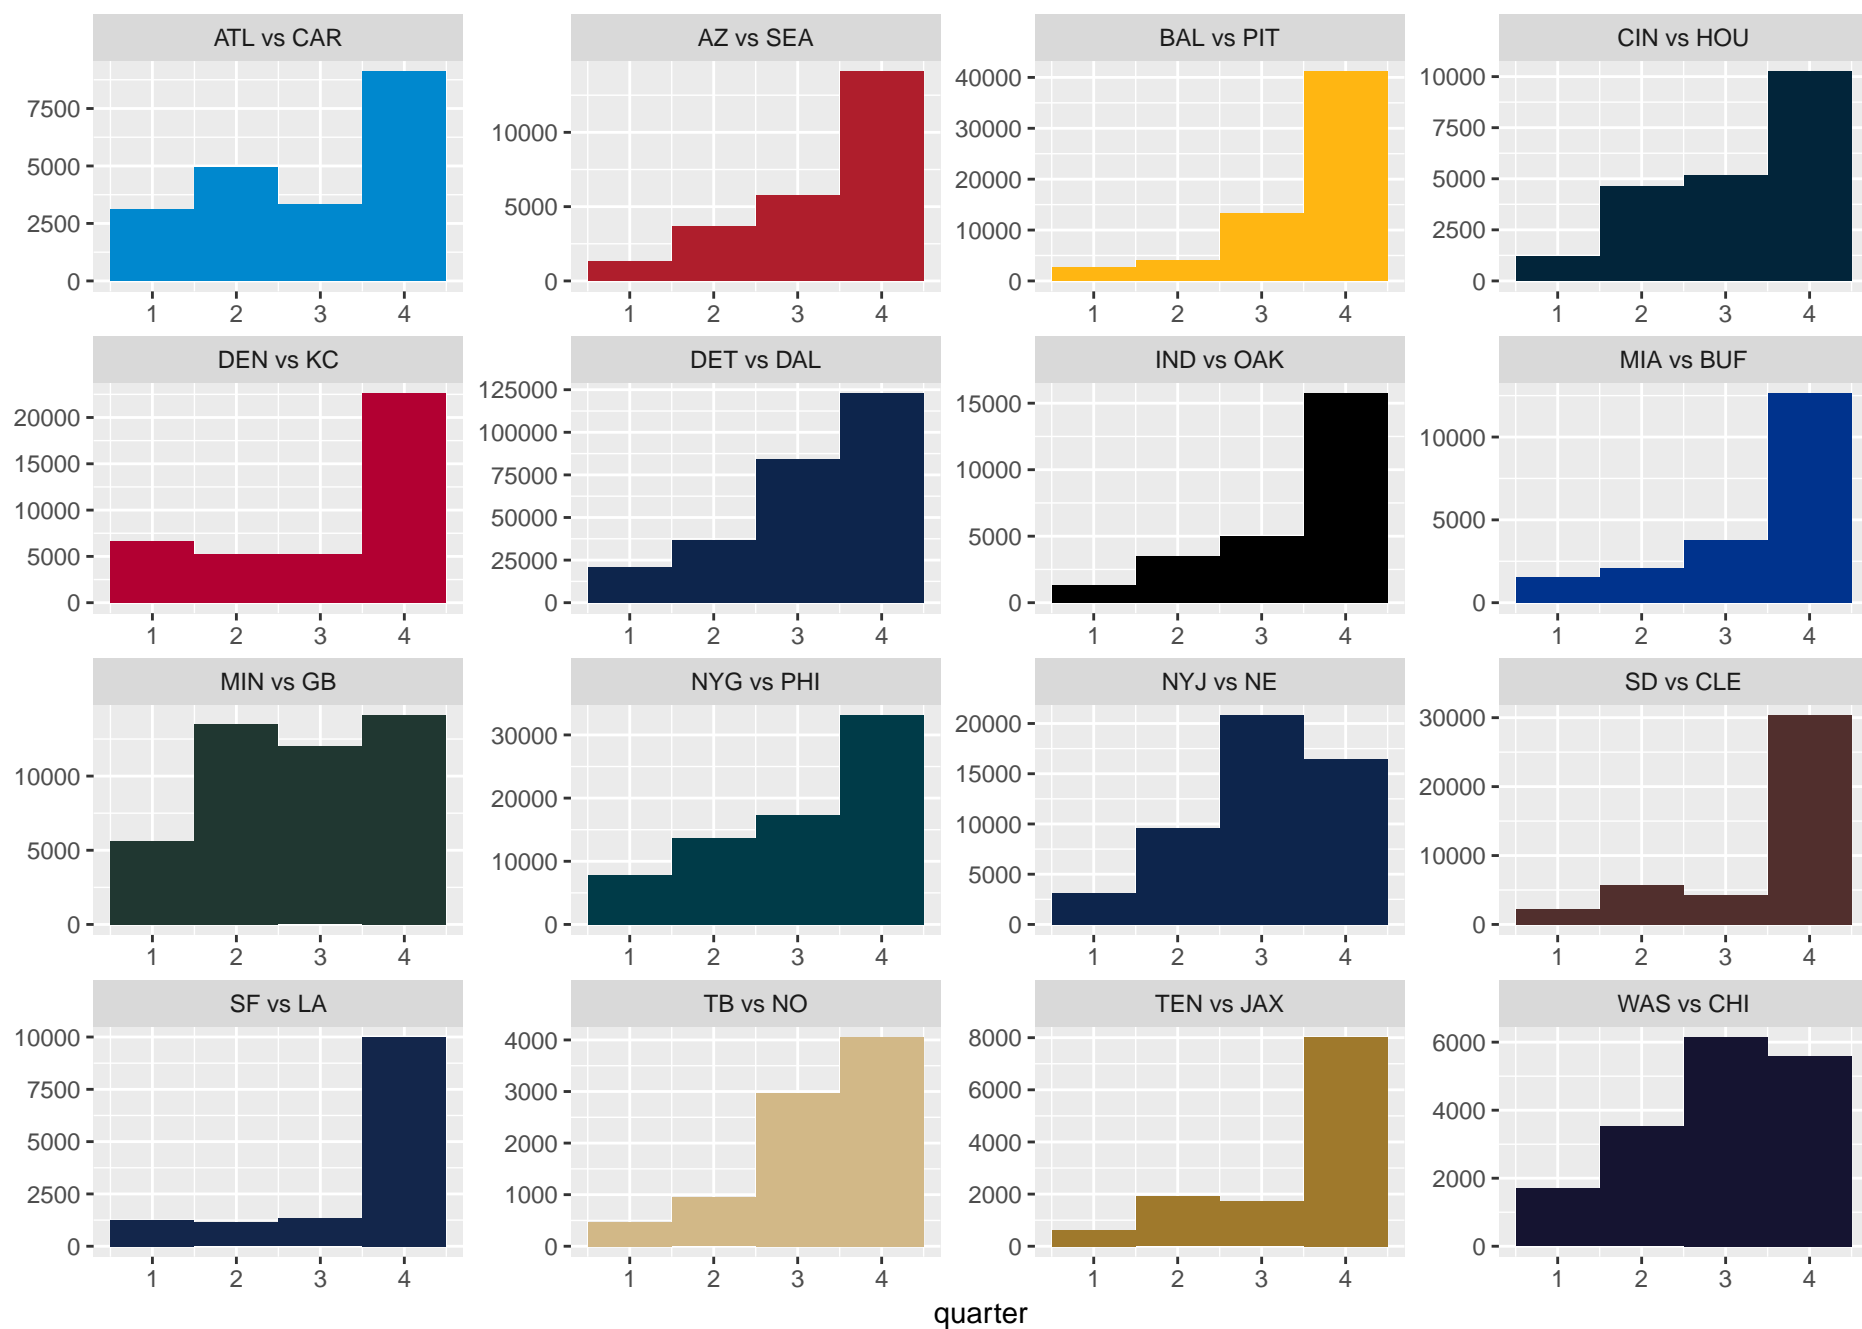 ATL vs CAR
AZ vs SEA
BAL vs PIT
CIN vs HOU
7500
5000
2500
0
10000
5000
0
40000
30000
20000
10000
0
10000
7500
5000
2500
0
1 2 3 4
1 2 3 4
1 2 3 4
1 2 3 4
DEN vs KC
DET vs DAL
IND vs OAK
MIA vs BUF
20000
15000
10000
5000
0
125000
100000
75000
50000
25000
0
15000
10000
5000
0
10000
5000
0
1 2 3 4
1 2 3 4
1 2 3 4
1 2 3 4
MIN vs GB
NYG vs PHI
NYJ vs NE
SD vs CLE
10000
5000
0
30000
20000
10000
0
20000
15000
10000
5000
0
30000
20000
10000
0
1 2 3 4
1 2 3 4
1 2 3 4
1 2 3 4
SF vs LA
TB vs NO
TEN vs JAX
WAS vs CHI
10000
7500
5000
2500
0
4000
3000
2000
1000
0
8000
6000
4000
2000
0
6000
4000
2000
0
1 2 3 4
1 2 3 4
1 2 3 4
1 2 3 4
quarter